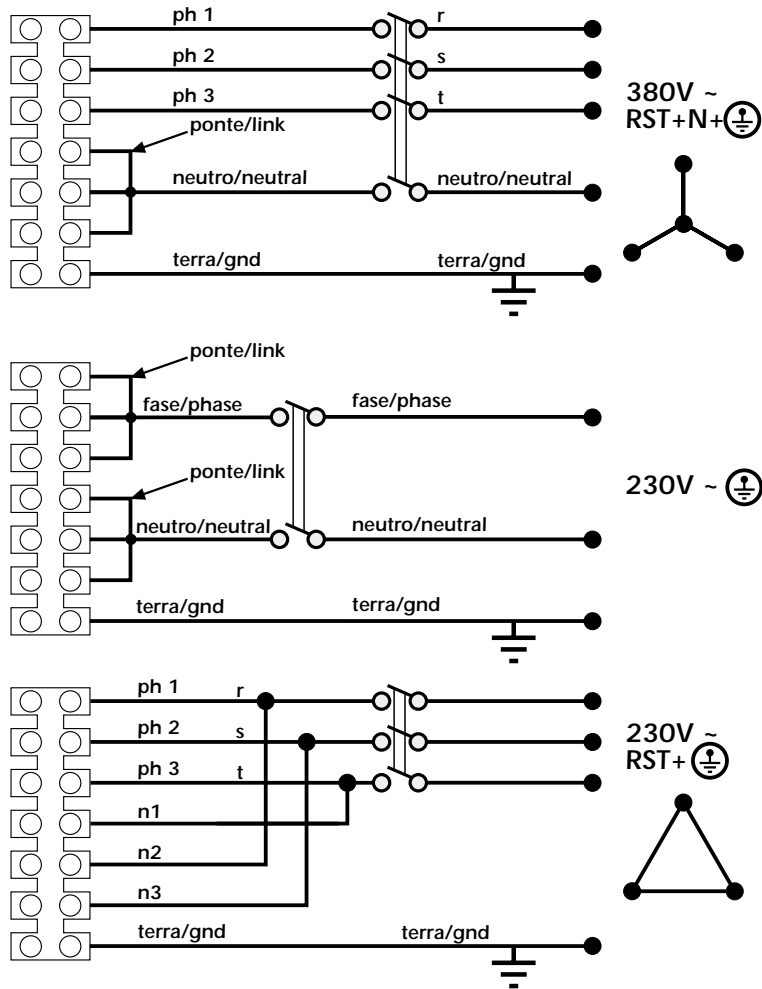 ph 1 r
ph 2 s
ph 3 t
ponte/link
380V ~
RST+N+
neutro/neutral neutro/neutral
terra/gnd terra/gnd
ponte/link
fase/phase fase/phase
ponte/link
230V ~
neutro/neutral neutro/neutral
terra/gnd terra/gnd
ph 1 r
ph 2 s
230V ~
RST+
ph 3 t
n1
n2
n3
terra/gnd terra/gnd